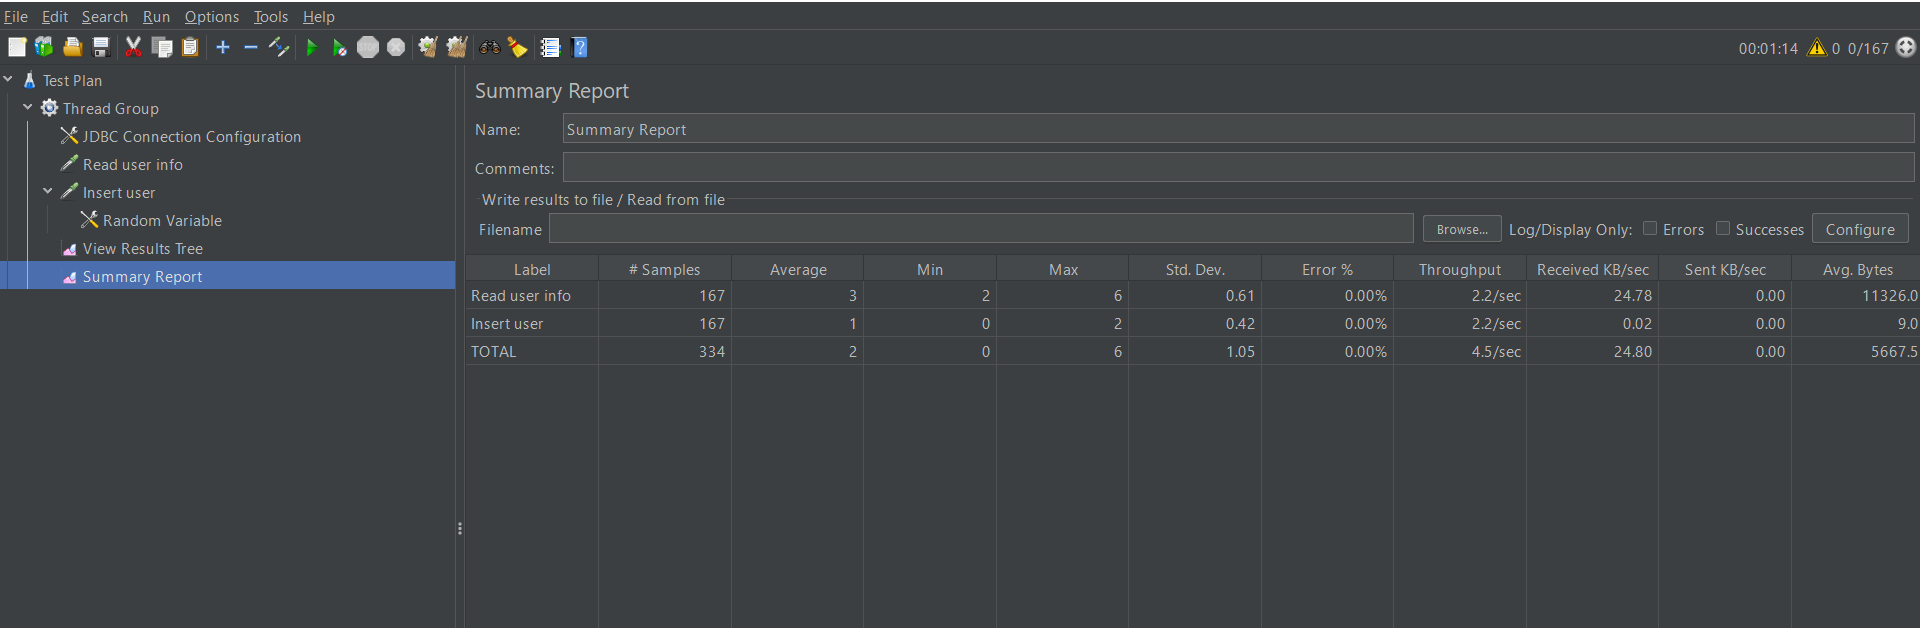 File Edit Search Run Options Tools Help
00:01:14 0 0/167
Test Plan
Thread Group
JDBC Connection Configuration
Read user info
Insert user
Random Variable
View Results Tree
Summary Report
Summary Report
Name: Summary Report
Comments:
Write results to file / Read from file
Filename Browse... Log/Display Only: Errors Successes Configure
Label # Samples Average Min Max Std. Dev. Error % Throughput Received KB/sec Sent KB/sec Avg. Bytes
Read user info 167 3 2 6 0.61 0.00% 2.2/sec 24.78 0.00 11326.0
Insert user 167 1 0 2 0.42 0.00% 2.2/sec 0.02 0.00 9.0
TOTAL 334 2 0 6 1.05 0.00% 4.5/sec 24.80 0.00 5667.5